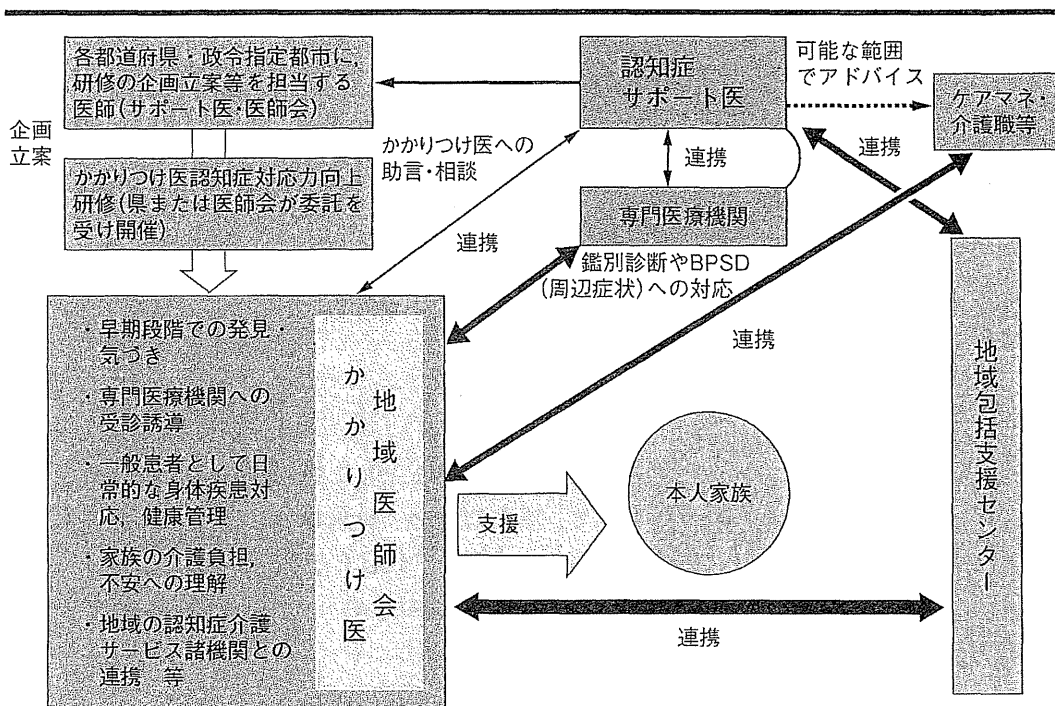 各都道府県・政令指定都市に,
研修の企画立案等を担当する
医師(サポート医・医師会)
企画
立案
かかりつけ医認知症対応力向上
研修(県または医師会が委託を
受け開催)
認知症
サポート医
可能な範囲
でアドバイス
ケアマネ・
介護職等
かかりつけ医への
助言・相談
連携
連携
連携
専門医療機関
鑑別診断やBPSD
(周辺症状)への対応
連携
・早期段階での発見・
気づき
・専門医療機関への
受診誘導
・一般患者として日
常的な身体疾患対
応, 健康管理
・家族の介護負担,
不安への理解
・地域の認知症介護
サービス諸機関との
連携 等
地域医師会
かかりつけ医
支援
本人家族
連携
地域包括支援センター